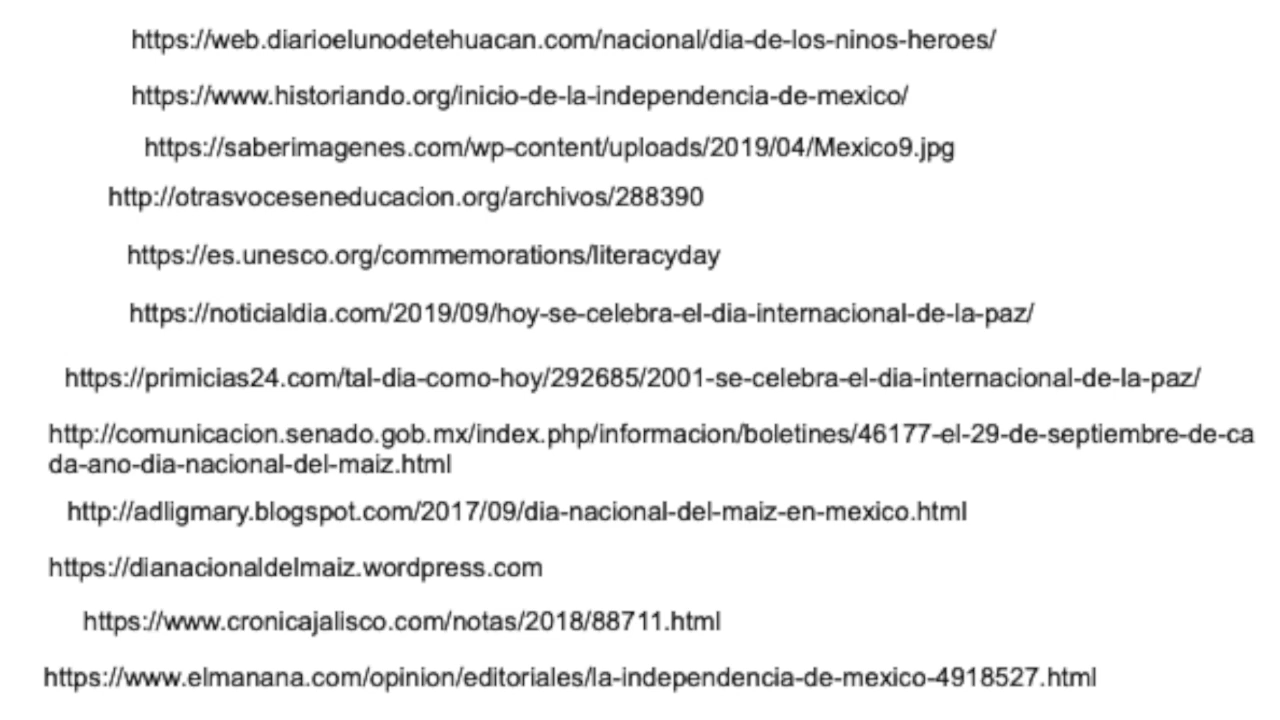 https://web.diarioelunodetehuacan.com/nacional/dia-de-los-ninos-heroes/
https://www.historiando.org/inicio-de-la-independencia-de-mexico/
https://saberimagenes.com/wp-content/uploads/2019/04/Mexico9.jpg
http://otrasvoceseneducacion.org/archivos/288390
https://es.unesco.org/commemorations/literacyday
https://noticialdia.com/2019/09/hoy-se-celebra-el-dia-internacional-de-la-paz/
https://primicias24.com/tal-dia-como-hoy/292685/2001-se-celebra-el-dia-internacional-de-la-paz/
http://comunicacion.senado.gob.mx/index.php/informacion/boletines/46177-el-29-de-septiembre-de-ca
da-ano-dia-nacional-del-maiz.html
http://adligmary.blogspot.com/2017/09/dia-nacional-del-maiz-en-mexico.html
https://dianacionaldelmaiz.wordpress.com
https://www.cronicajalisco.com/notas/2018/88711.html
https://www.elmanana.com/opinion/editoriales/la-independencia-de-mexico-4918527.html